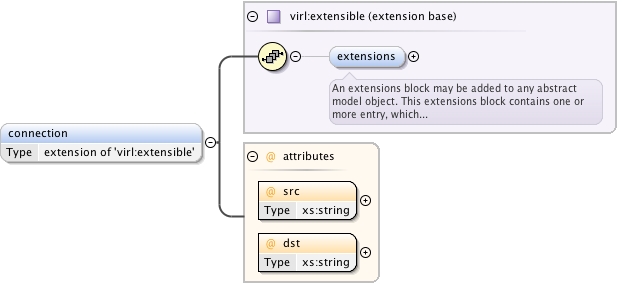 virl:extensible (extension base)
extensions
An extensions block may be added to any abstract
model object. This extensions block contains one or
more entry, which...
connection
Type extension of 'virl:extensible'
@ attributes
@ src
Type xs:string
@ dst
Type xs:string